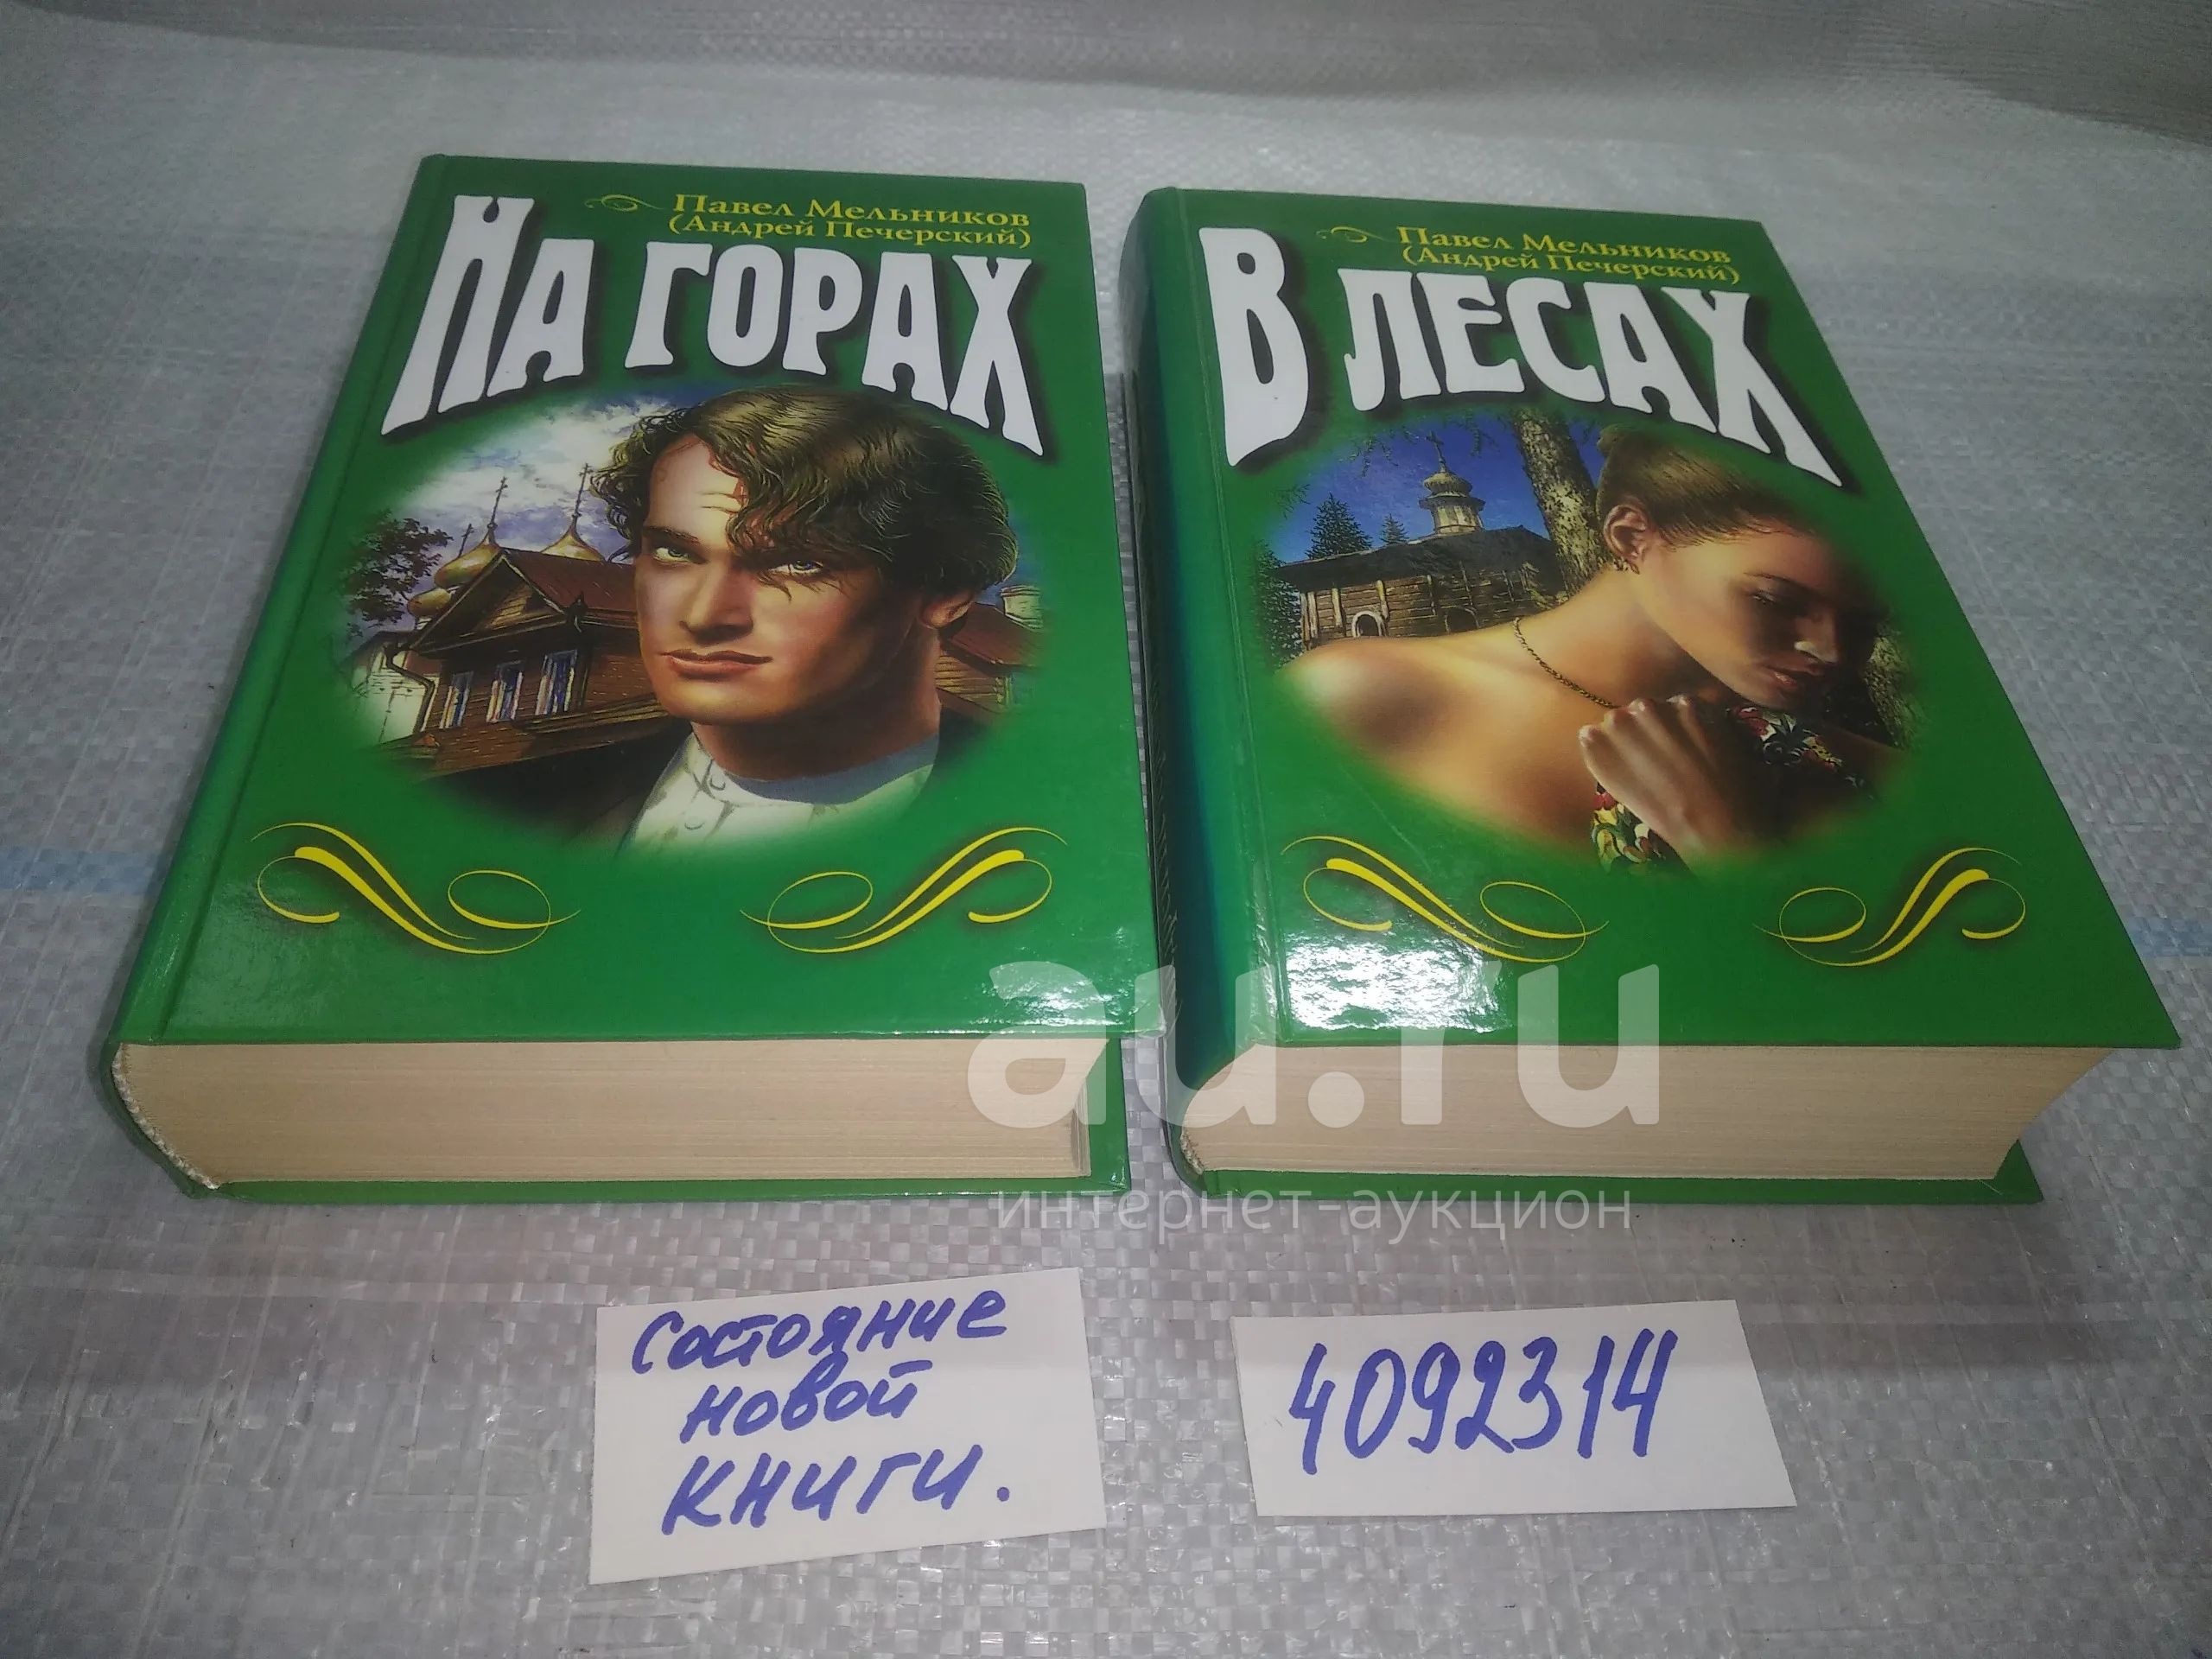 Павел Мельников
(Андрей Печерский)
НА ГОРАХ
Павел Мельников
(Андрей Печерский)
В ЛЕСАХ
au.ru
интернет-аукцион
Состояние
новой
книги.
4092314